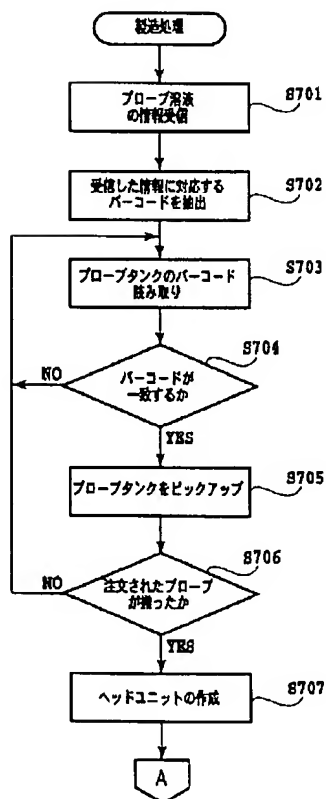 製造処理
プローブ溶液
の情報受信
S701
受信した情報に対応する
バーコードを抽出
S702
プローブタンクのバーコード
読み取り
S703
バーコードが
一致するか
S704
NO
YES
プローブタンクをピックアップ
S705
注文されたプローブ
が揃ったか
S706
NO
YES
ヘッドユニットの作成
S707
A